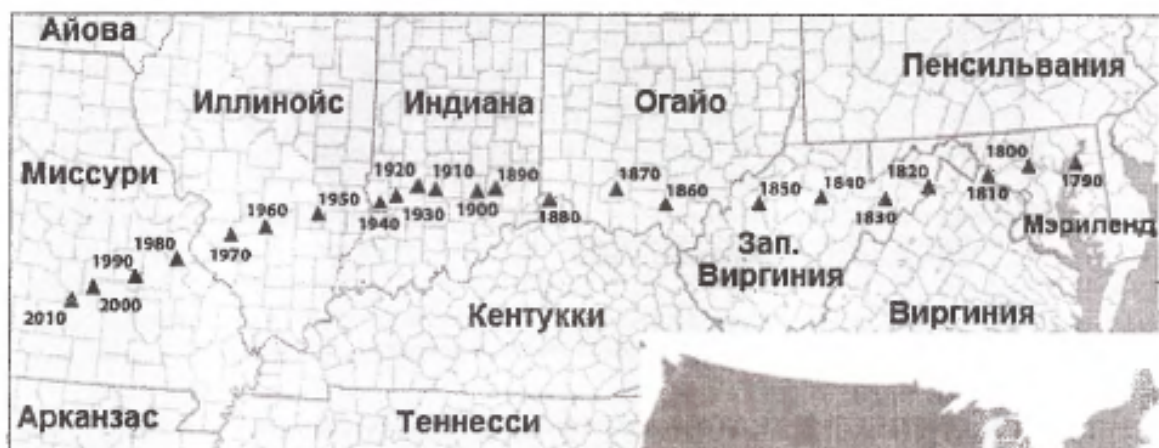 Айова
Пенсильвания
Иллинойс Индиана Огайо
Миссури
1920 1910 1890 1870 1840 1820 1800
1950 1930 1860 1850 1790
1960 1940 1900 1880 1830 1810
1980 1970
1990
2000
2010
Зап.
Виргиния
Мэриленд
Кентукки
Виргиния
Арканзас
Теннесси